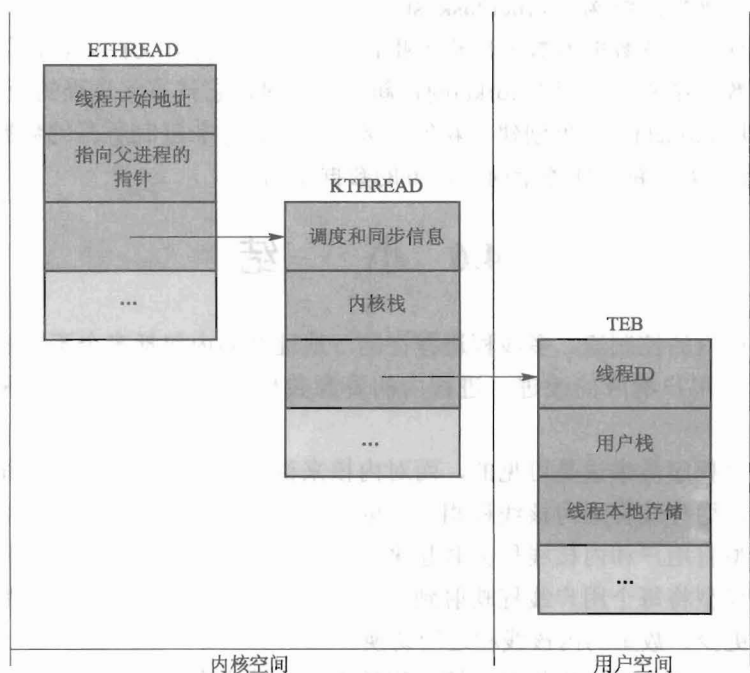 ETHREAD
线程开始地址
指向父进程的
指针
...
KTHREAD
调度和同步信息
内核栈
...
TEB
线程ID
用户栈
线程本地存储
...
内核空间
用户空间